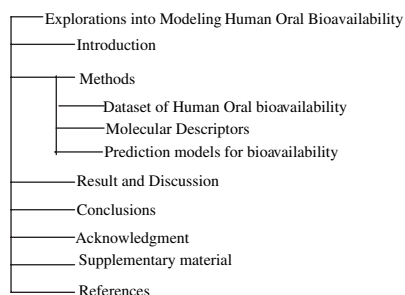 Explorations into Modeling Human Oral Bioavailability
Introduction
Methods
Dataset of Human Oral bioavailability
Molecular Descriptors
Prediction models for bioavailability
Result and Discussion
Conclusions
Acknowledgment
Supplementary material
References